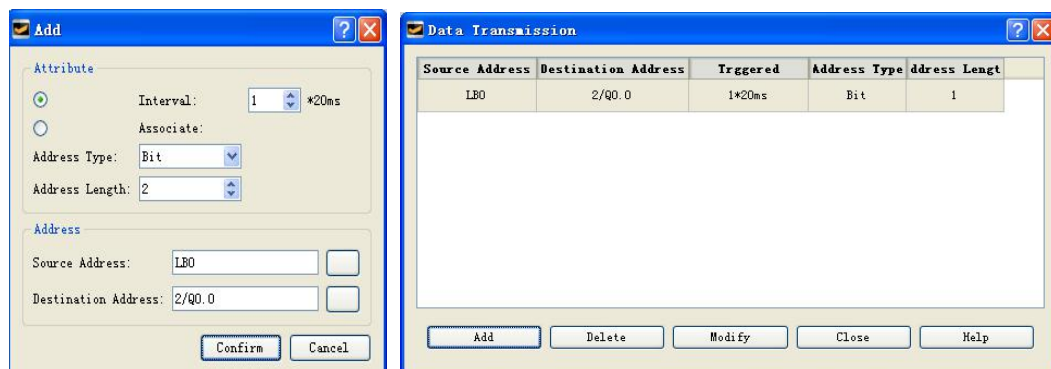 Add
Attribute
Interval: 1 *20ms
Associate:
Address Type: Bit
Address Length: 2
Address
Source Address: LB0
Destination Address: 2/Q0.0
Confirm Cancel
Data Transmission
Source Address Destination Address Trggered Address Type ddress Lengt
LB0 2/Q0.0 1*20ms Bit 1
Add Delete Modify Close Help